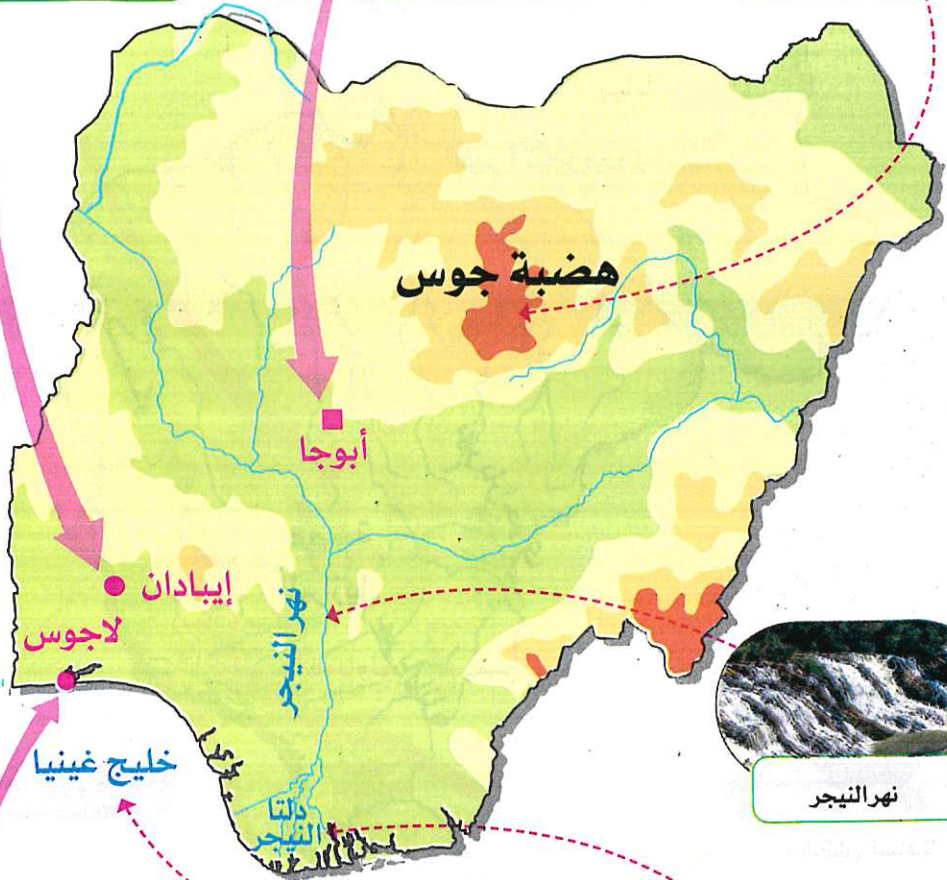 هضبة جوس
أبوجا
إيبادان
لاجوس
نهر النيجر
خليج غينيا
دلتا
النيجر
نهر النيجر